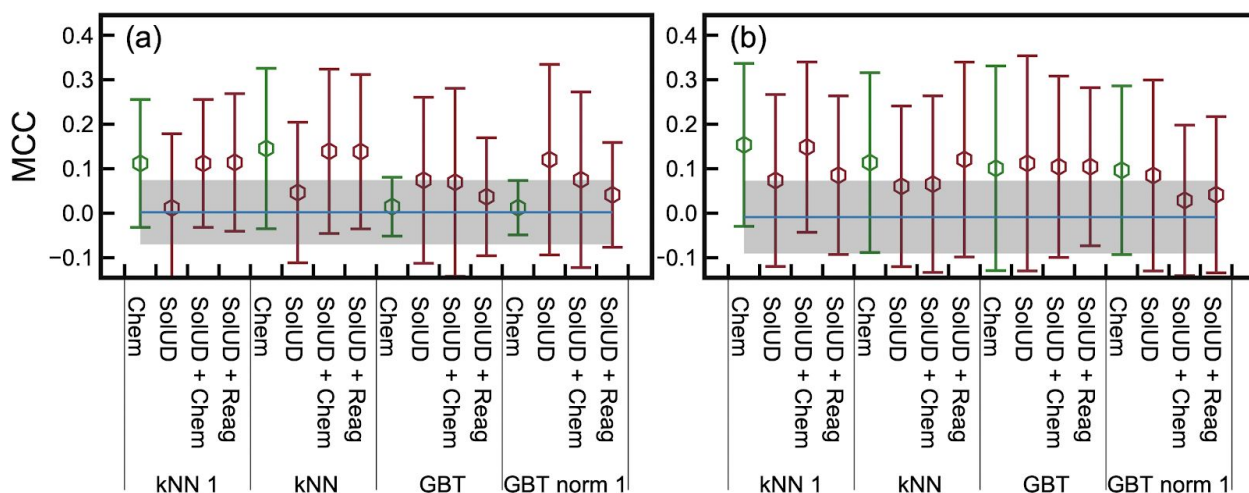 (a)
(b)
MCC
0.4
0.3
0.2
0.1
0.0
−0.1
0.4
0.3
0.2
0.1
0.0
−0.1
Chem
SolUD
SolUD + Chem
SolUD + Reag
Chem
SolUD
SolUD + Chem
SolUD + Reag
Chem
SolUD
SolUD + Chem
SolUD + Reag
Chem
SolUD
SolUD + Chem
SolUD + Reag
kNN 1
kNN
GBT
GBT norm 1
Chem
SolUD
SolUD + Chem
SolUD + Reag
Chem
SolUD
SolUD + Chem
SolUD + Reag
Chem
SolUD
SolUD + Chem
SolUD + Reag
Chem
SolUD
SolUD + Chem
SolUD + Reag
kNN 1
kNN
GBT
GBT norm 1